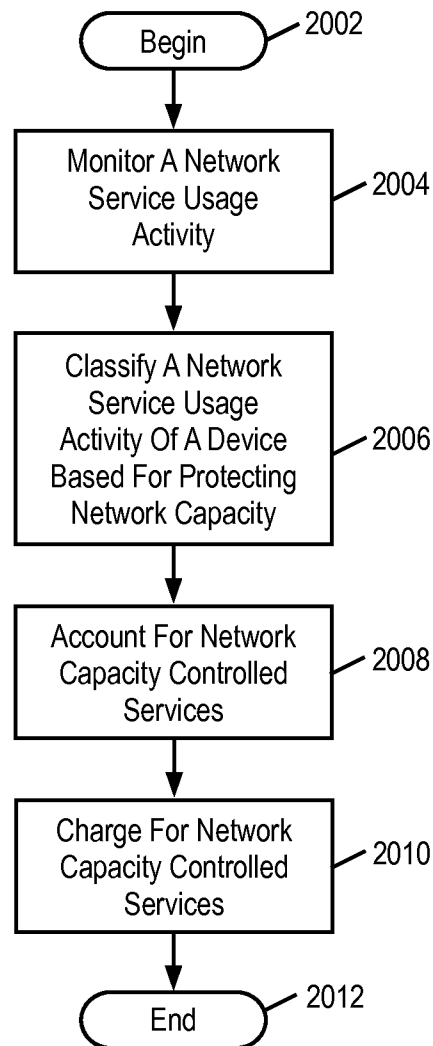 Begin
2002
Monitor A Network
Service Usage
Activity
2004
Classify A Network
Service Usage
Activity Of A Device
Based For Protecting
Network Capacity
2006
Account For Network
Capacity Controlled
Services
2008
Charge For Network
Capacity Controlled
Services
2010
End
2012